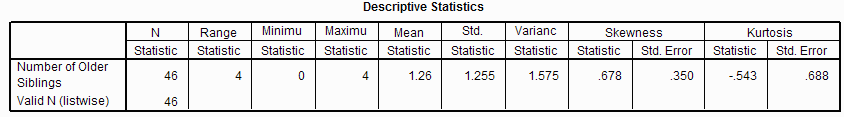 Descriptive Statistics
N Range Minimu Maximu Mean Std. Varianc Skewness Kurtosis
Statistic Statistic Statistic Statistic Statistic Statistic Statistic Statistic Std. Error Statistic Std. Error
Number of Older
Siblings 46 4 0 4 1.26 1.255 1.575 .678 .350 -.543 .688
Valid N (listwise) 46